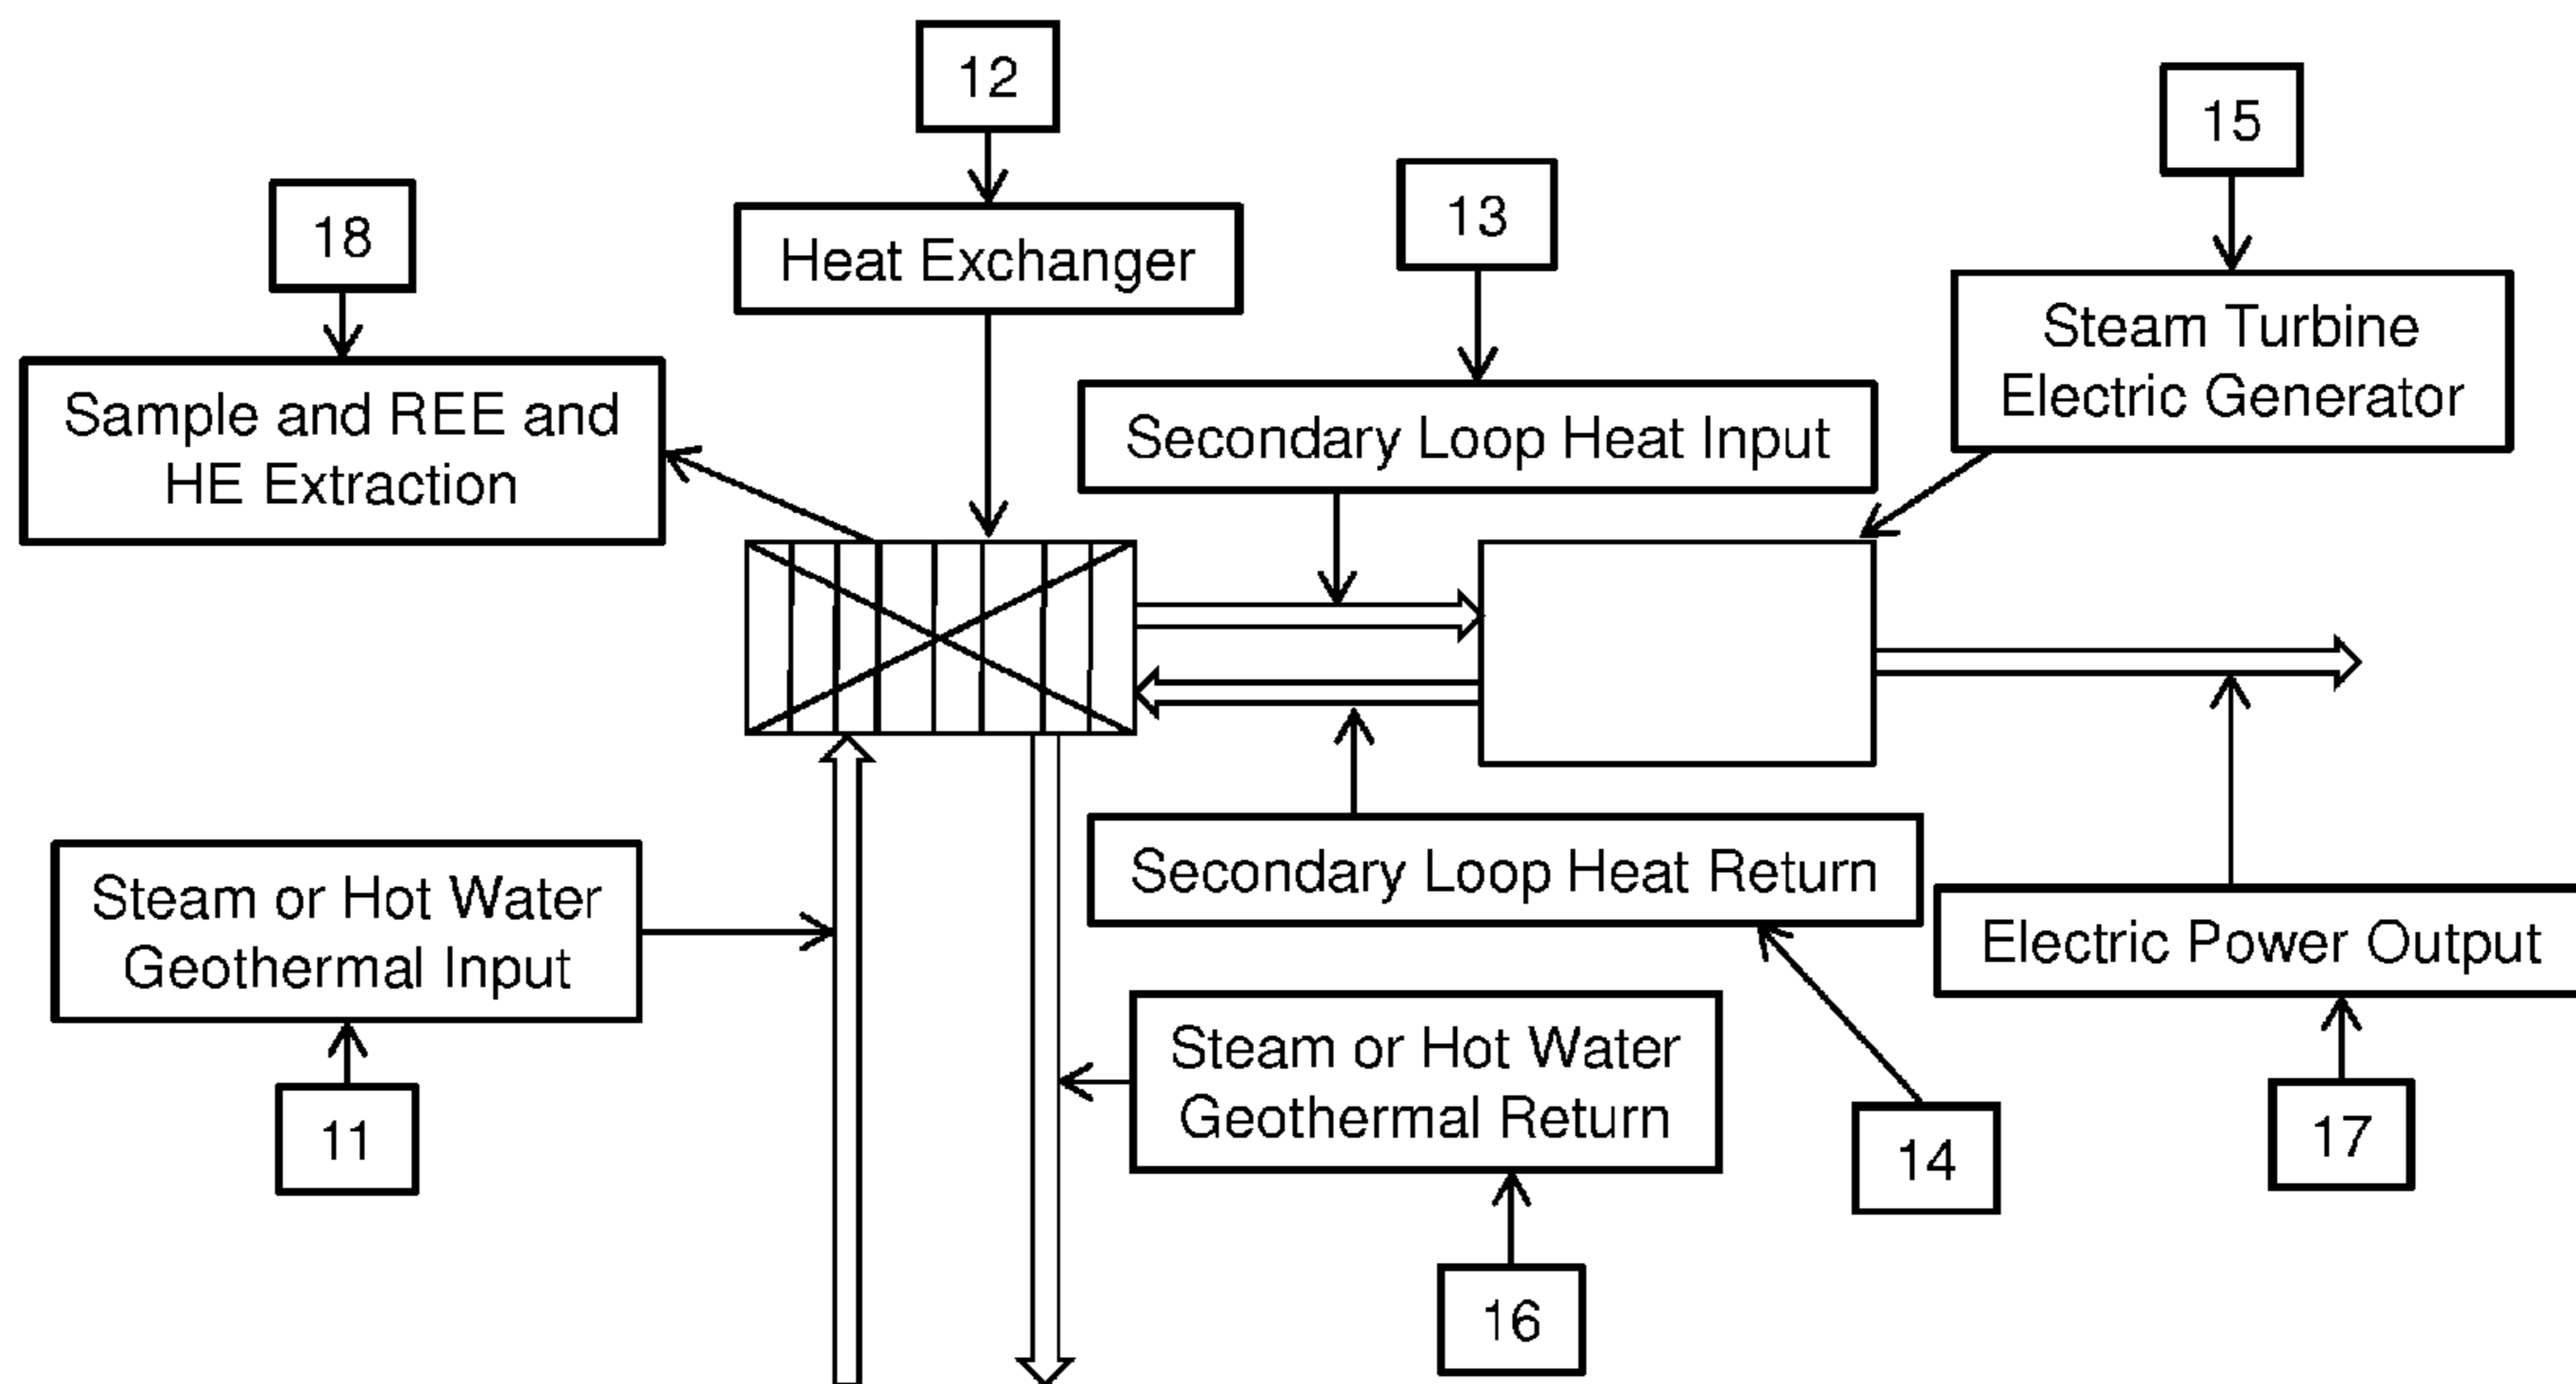 12
15
13
18
Heat Exchanger
Steam Turbine
Electric Generator
Sample and REE and
HE Extraction
Secondary Loop Heat Input
Steam or Hot Water
Geothermal Input
Secondary Loop Heat Return
Electric Power Output
Steam or Hot Water
Geothermal Return
11
14
17
16